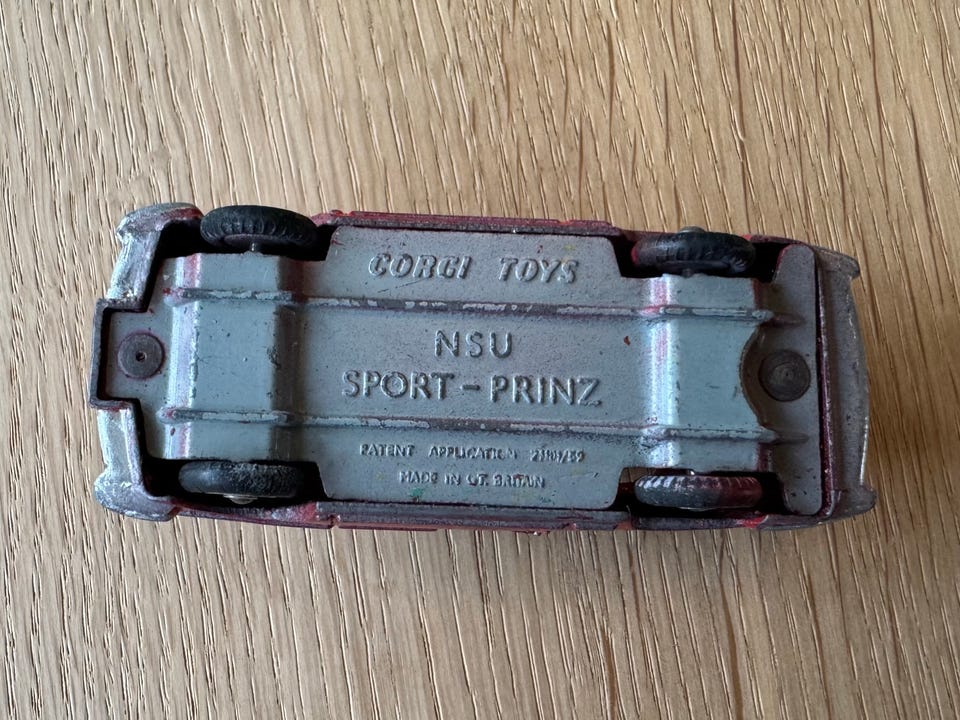 CORGI TOYS
NSU
SPORT-PRINZ
PATENT APPLICATION
MADE IN GT. BRITAIN